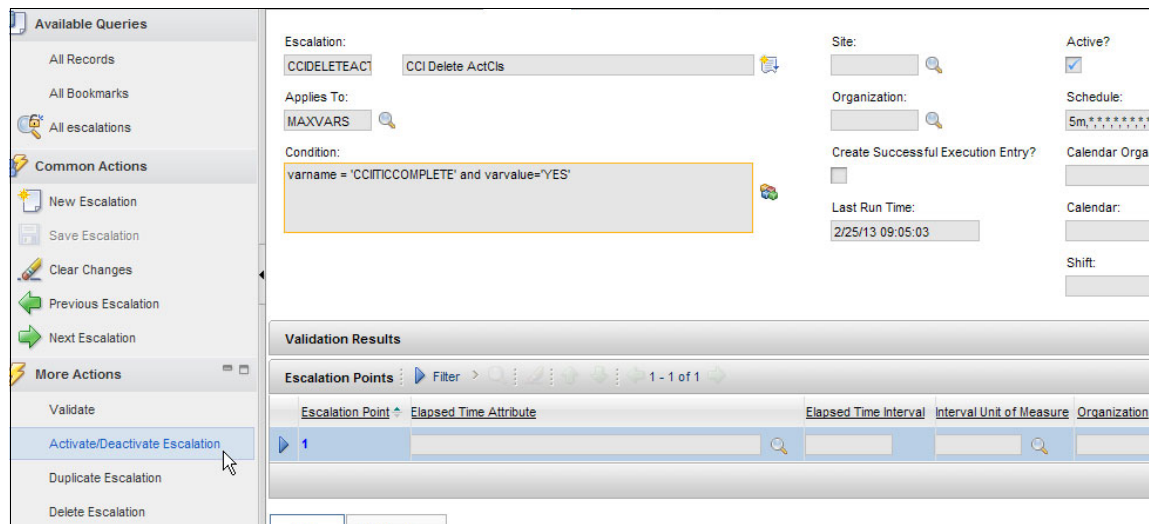 Available Queries
All Records
All Bookmarks
All escalations
Common Actions
New Escalation
Save Escalation
Clear Changes
Previous Escalation
Next Escalation
More Actions
Validate
Activate/Deactivate Escalation
Duplicate Escalation
Delete Escalation
Escalation:
CCIDELETEACT
CCI Delete ActCls
Applies To:
MAXVARS
Condition:
varname = 'CCIITICCOMPLETE' and varvalue='YES'
Site:
Organization:
Create Successful Execution Entry?
Last Run Time:
2/25/13 09:05:03
Active?
Schedule:
5m,*,*,*,*,*,*,*,*
Calendar Orga
Calendar:
Shift:
Validation Results
Escalation Points Filter 1 - 1 of 1
Escalation Point Elapsed Time Attribute Elapsed Time Interval Interval Unit of Measure Organization
1